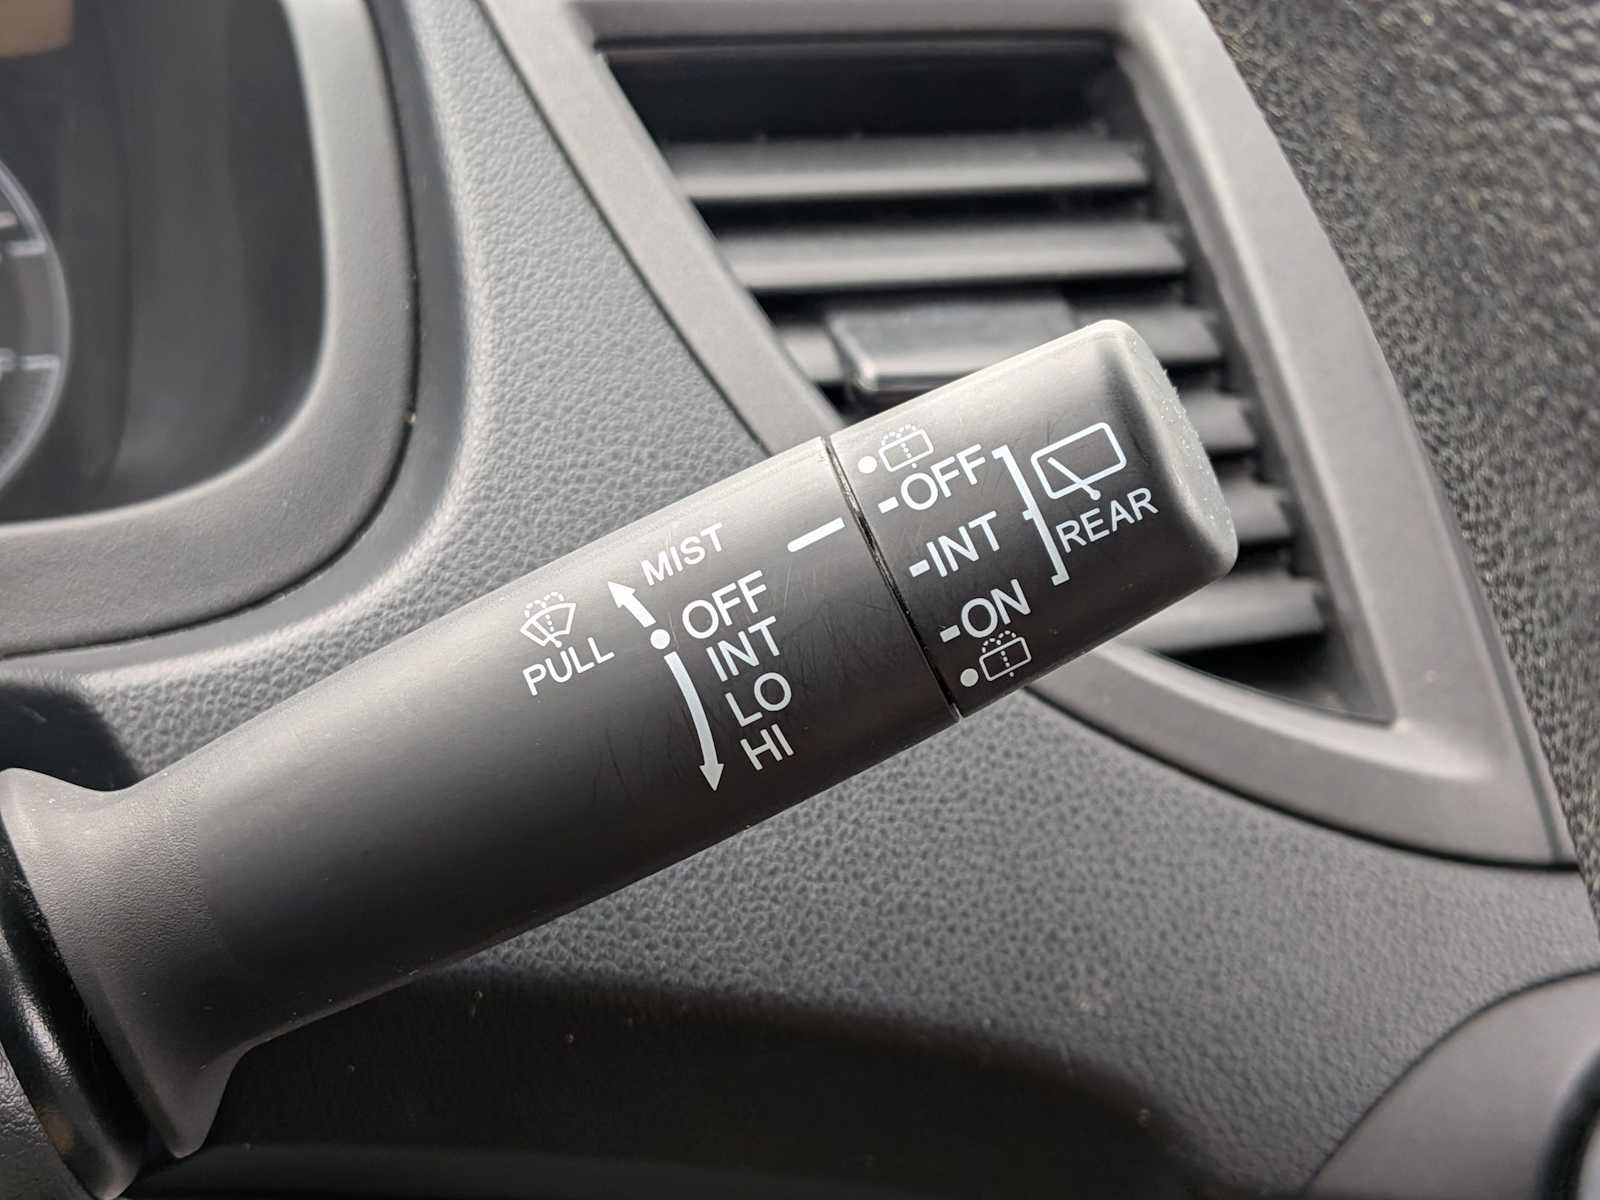 PULL
MIST
OFF
INT
LO
HI
-OFF
-INT
-ON
REAR